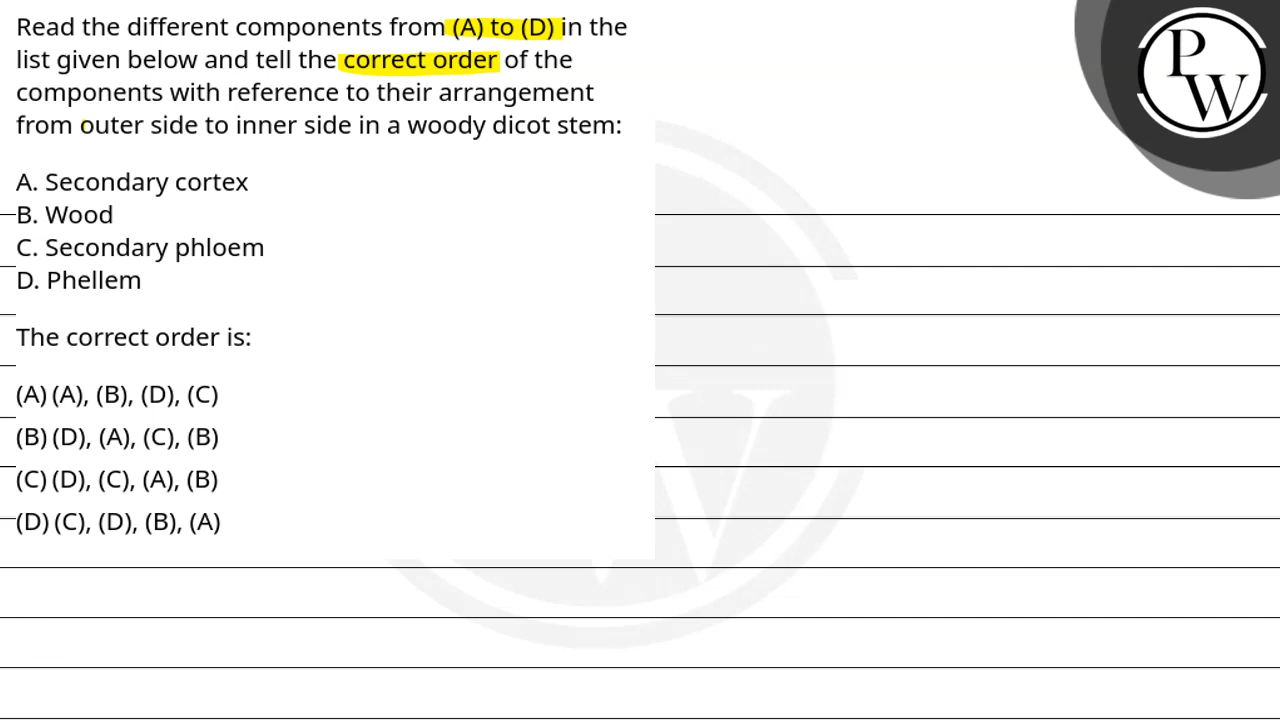 Read the different components from (A) to (D) in the
list given below and tell the correct order of the
components with reference to their arrangement
from outer side to inner side in a woody dicot stem:
A. Secondary cortex
B. Wood
C. Secondary phloem
D. Phellem
The correct order is:
(A) (A), (B), (D), (C)
(B) (D), (A), (C), (B)
(C) (D), (C), (A), (B)
(D) (C), (D), (B), (A)
P
W